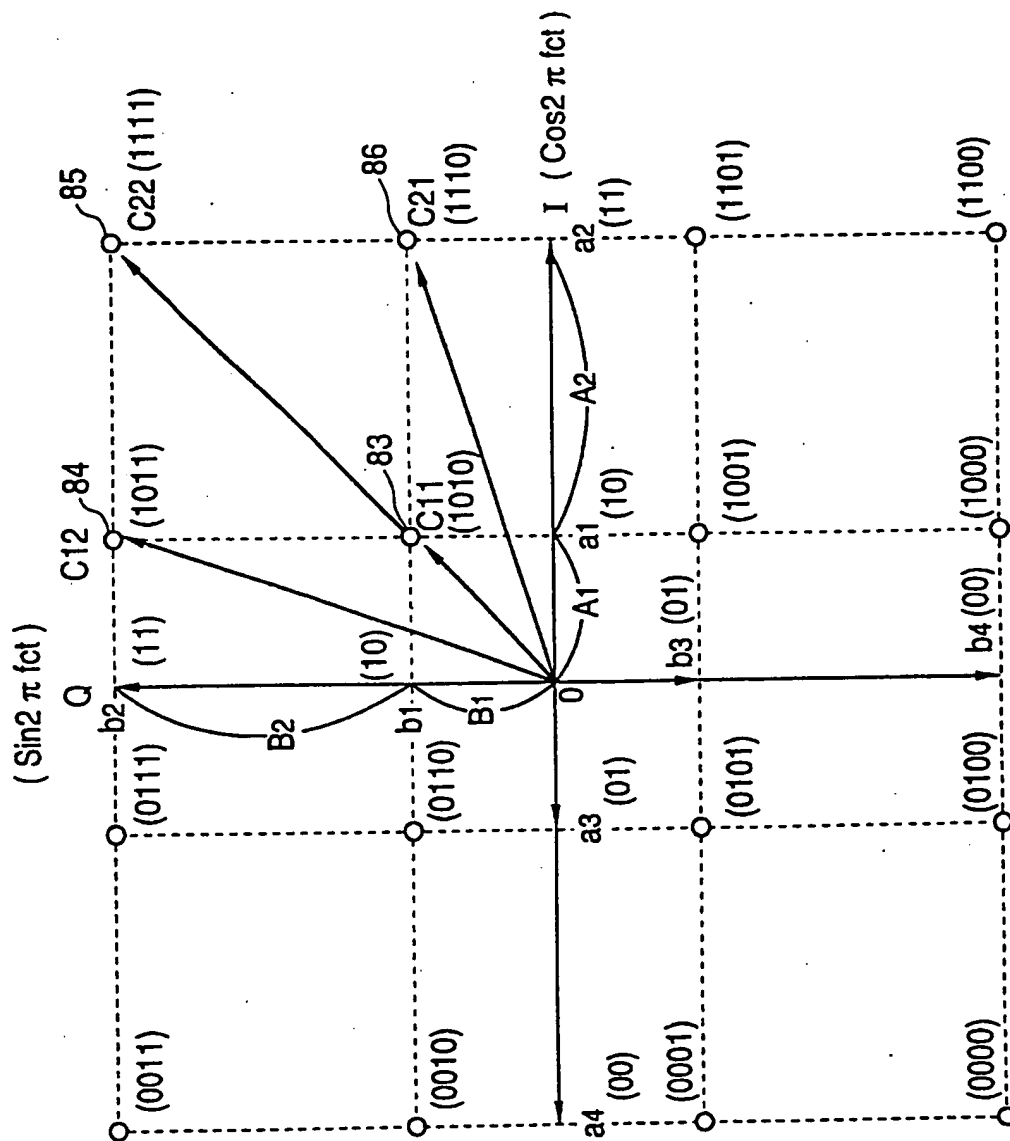 ( Sin2 π fct )
Q
C12
84
85
b2
(0011)
(0111)
(11)
(1011)
C22 (1111)
B2
83
86
b1
(10)
(0010)
(0110)
C11
(1010)
C21
(1110)
B1
A1
A2
I ( Cos2 π fct )
0
a4
(00)
a3
(01)
a1
(10)
a2
(11)
b3 (01)
(0001)
(0101)
(1001)
(1101)
b4 (00)
(0000)
(0100)
(1000)
(1100)